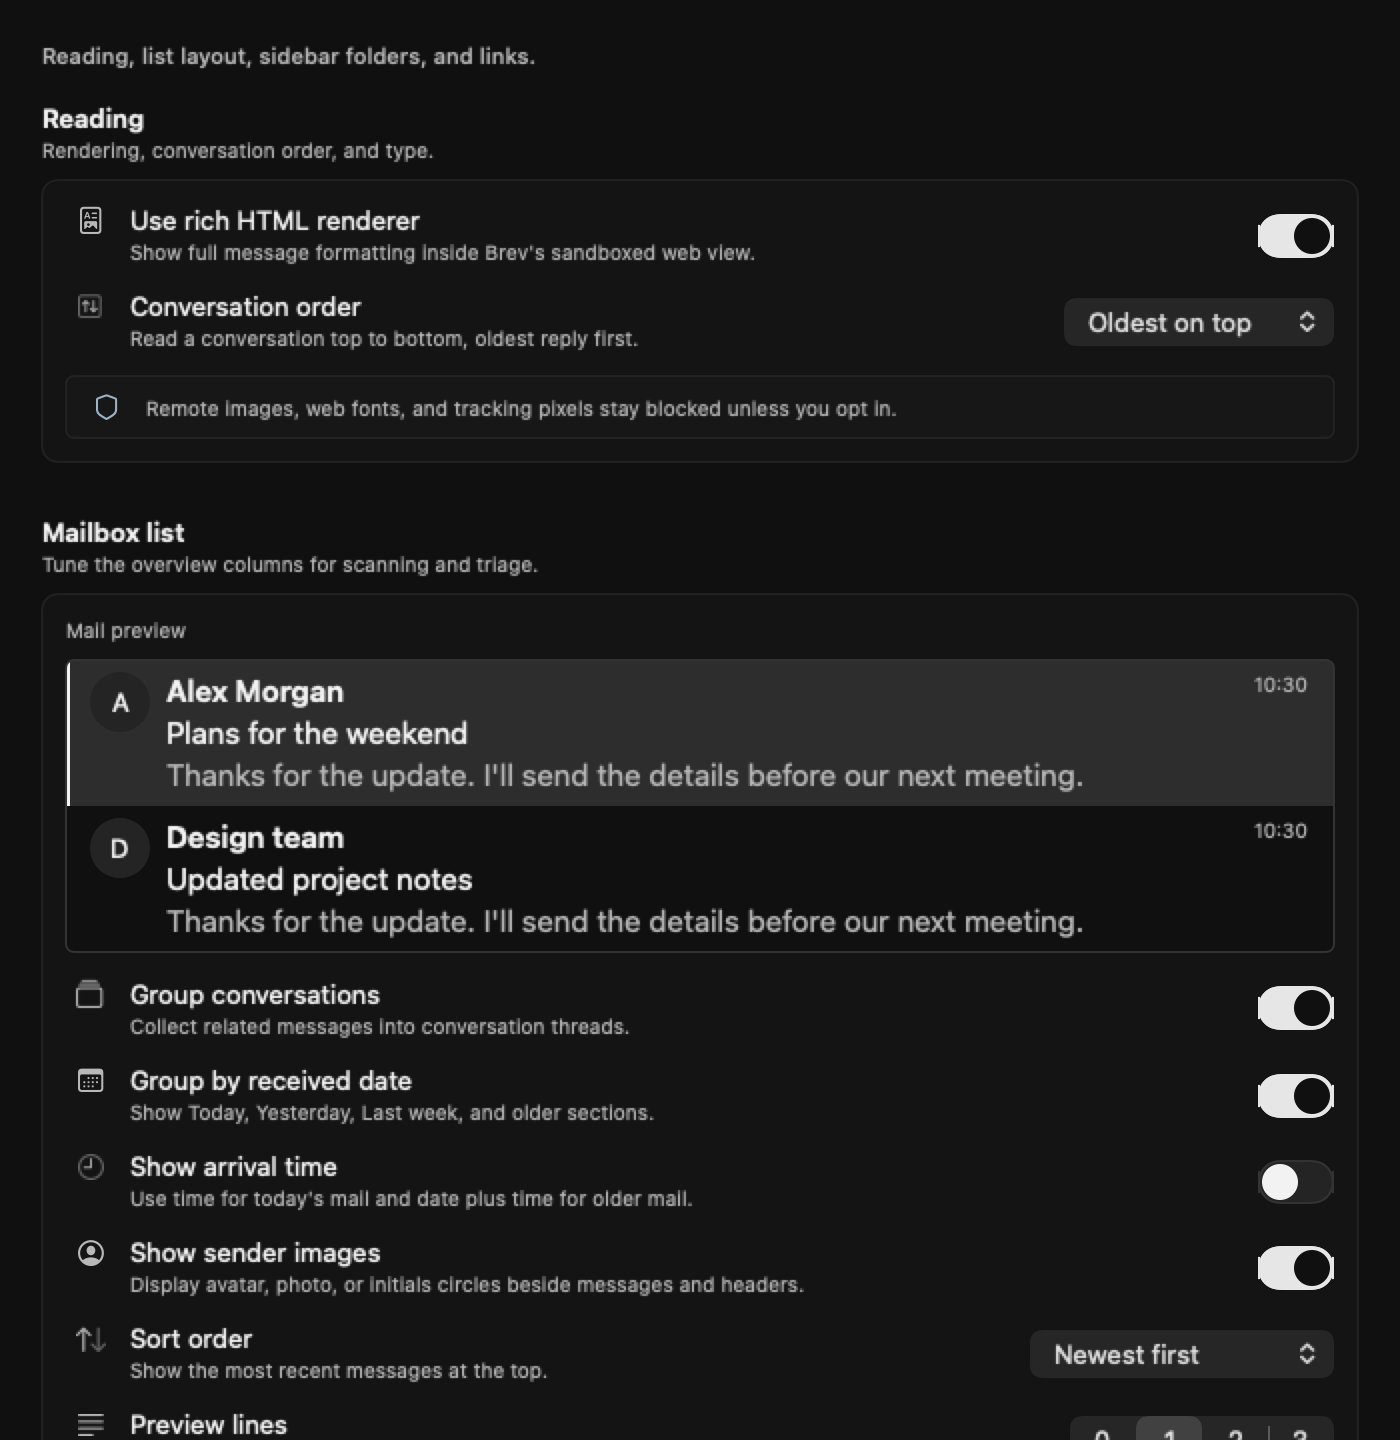 Reading, list layout, sidebar folders, and links.
Reading
Rendering, conversation order, and type.
Use rich HTML renderer
Show full message formatting inside Brev's sandboxed web view.
Conversation order
Read a conversation top to bottom, oldest reply first.
Oldest on top
Remote images, web fonts, and tracking pixels stay blocked unless you opt in.
Mailbox list
Tune the overview columns for scanning and triage.
Mail preview
A
Alex Morgan
10:30
Plans for the weekend
Thanks for the update. I'll send the details before our next meeting.
D
Design team
10:30
Updated project notes
Thanks for the update. I'll send the details before our next meeting.
Group conversations
Collect related messages into conversation threads.
Group by received date
Show Today, Yesterday, Last week, and older sections.
Show arrival time
Use time for today's mail and date plus time for older mail.
Show sender images
Display avatar, photo, or initials circles beside messages and headers.
Sort order
Show the most recent messages at the top.
Newest first
Preview lines
0 1 2 3